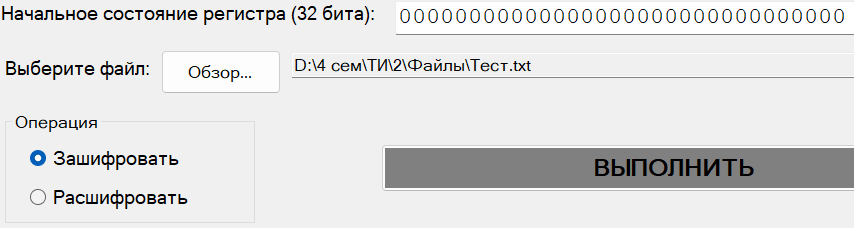 Начальное состояние регистра (32 бита): 00000000000000000000000000000000
Выберите файл: Обзор... D:\4 сем\ТИ\2\Файлы\Тест.txt
Операция
Зашифровать
ВЫПОЛНИТЬ
Расшифровать